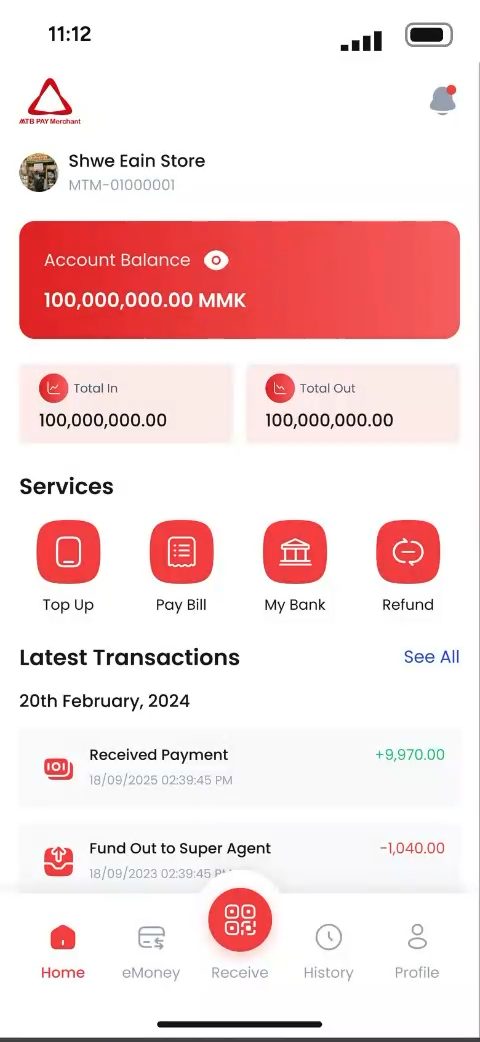 11:12
MTB PAY Merchant
Shwe Eain Store
MTM-01000001
Account Balance
100,000,000.00 MMK
Total In
100,000,000.00
Total Out
100,000,000.00
Services
Top Up
Pay Bill
My Bank
Refund
Latest Transactions
See All
20th February, 2024
Received Payment
+9,970.00
18/09/2025 02:39:45 PM
Fund Out to Super Agent
-1,040.00
18/09/2023 02:39:45 PM
Home
eMoney
Receive
History
Profile